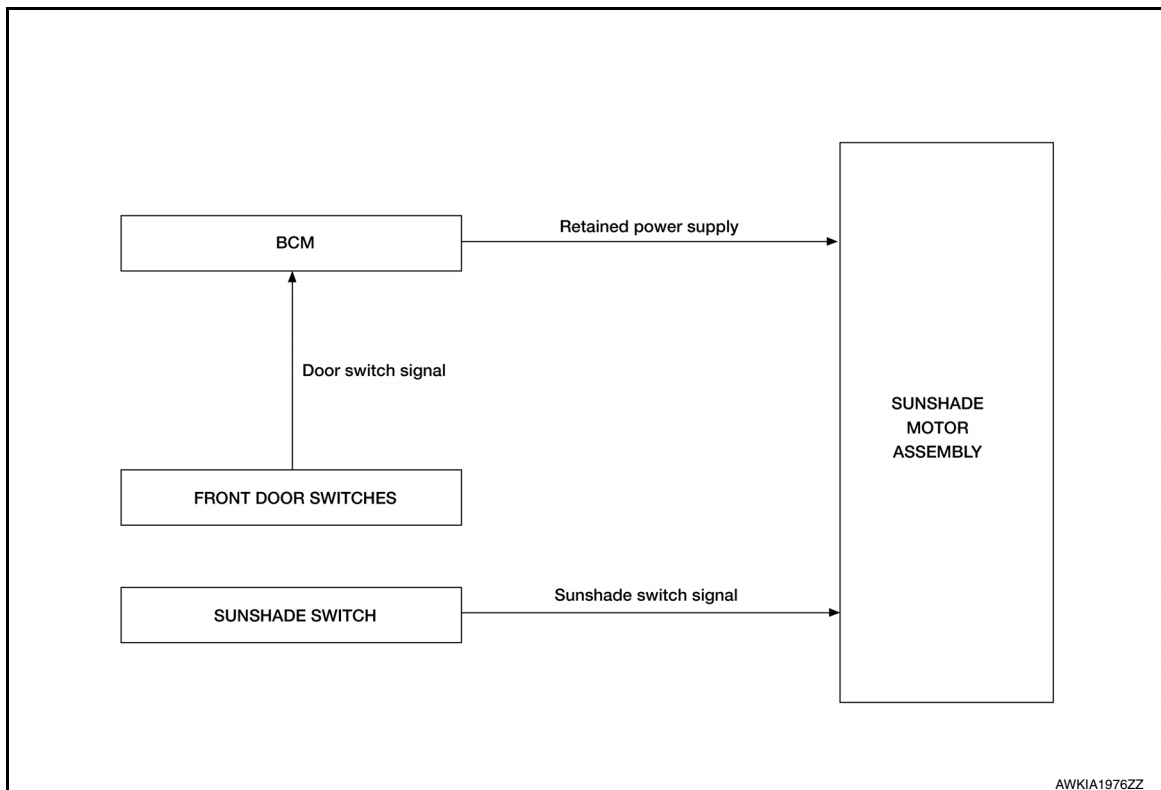 BCM
Retained power supply
Door switch signal
SUNSHADE
MOTOR
ASSEMBLY
FRONT DOOR SWITCHES
Sunshade switch signal
SUNSHADE SWITCH
AWKIA1976ZZ